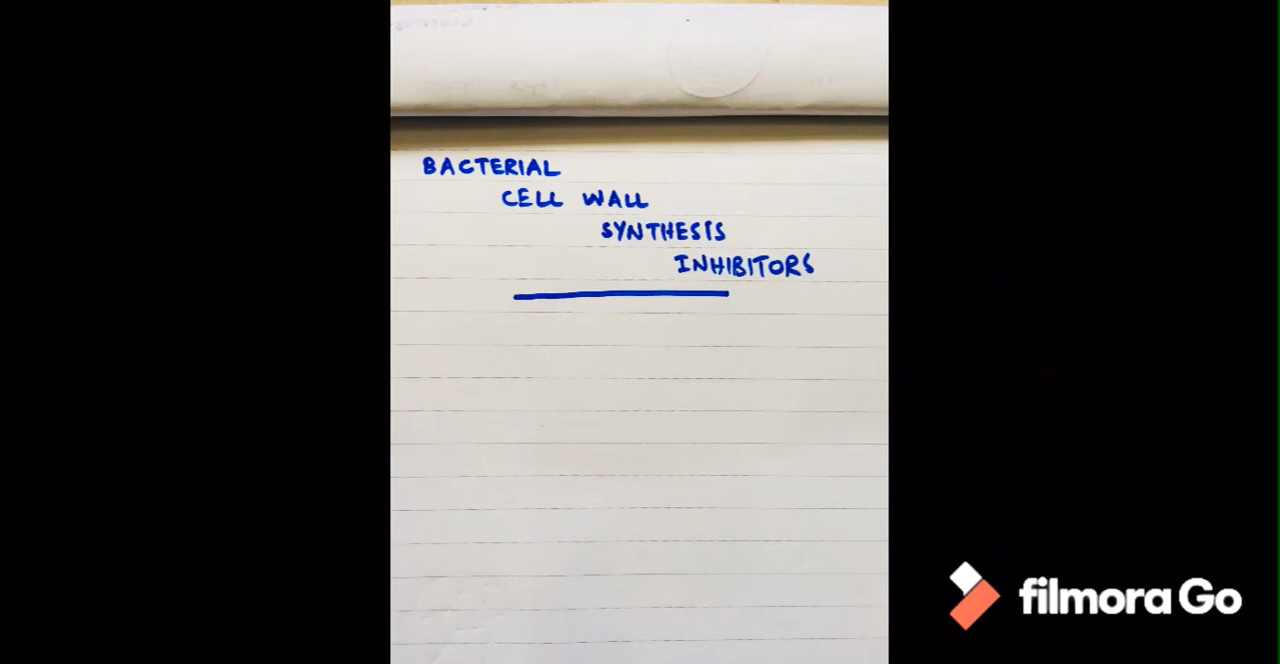 BACTERIAL
CELL WALL
SYNTHESIS
INHIBITORS
filmora Go